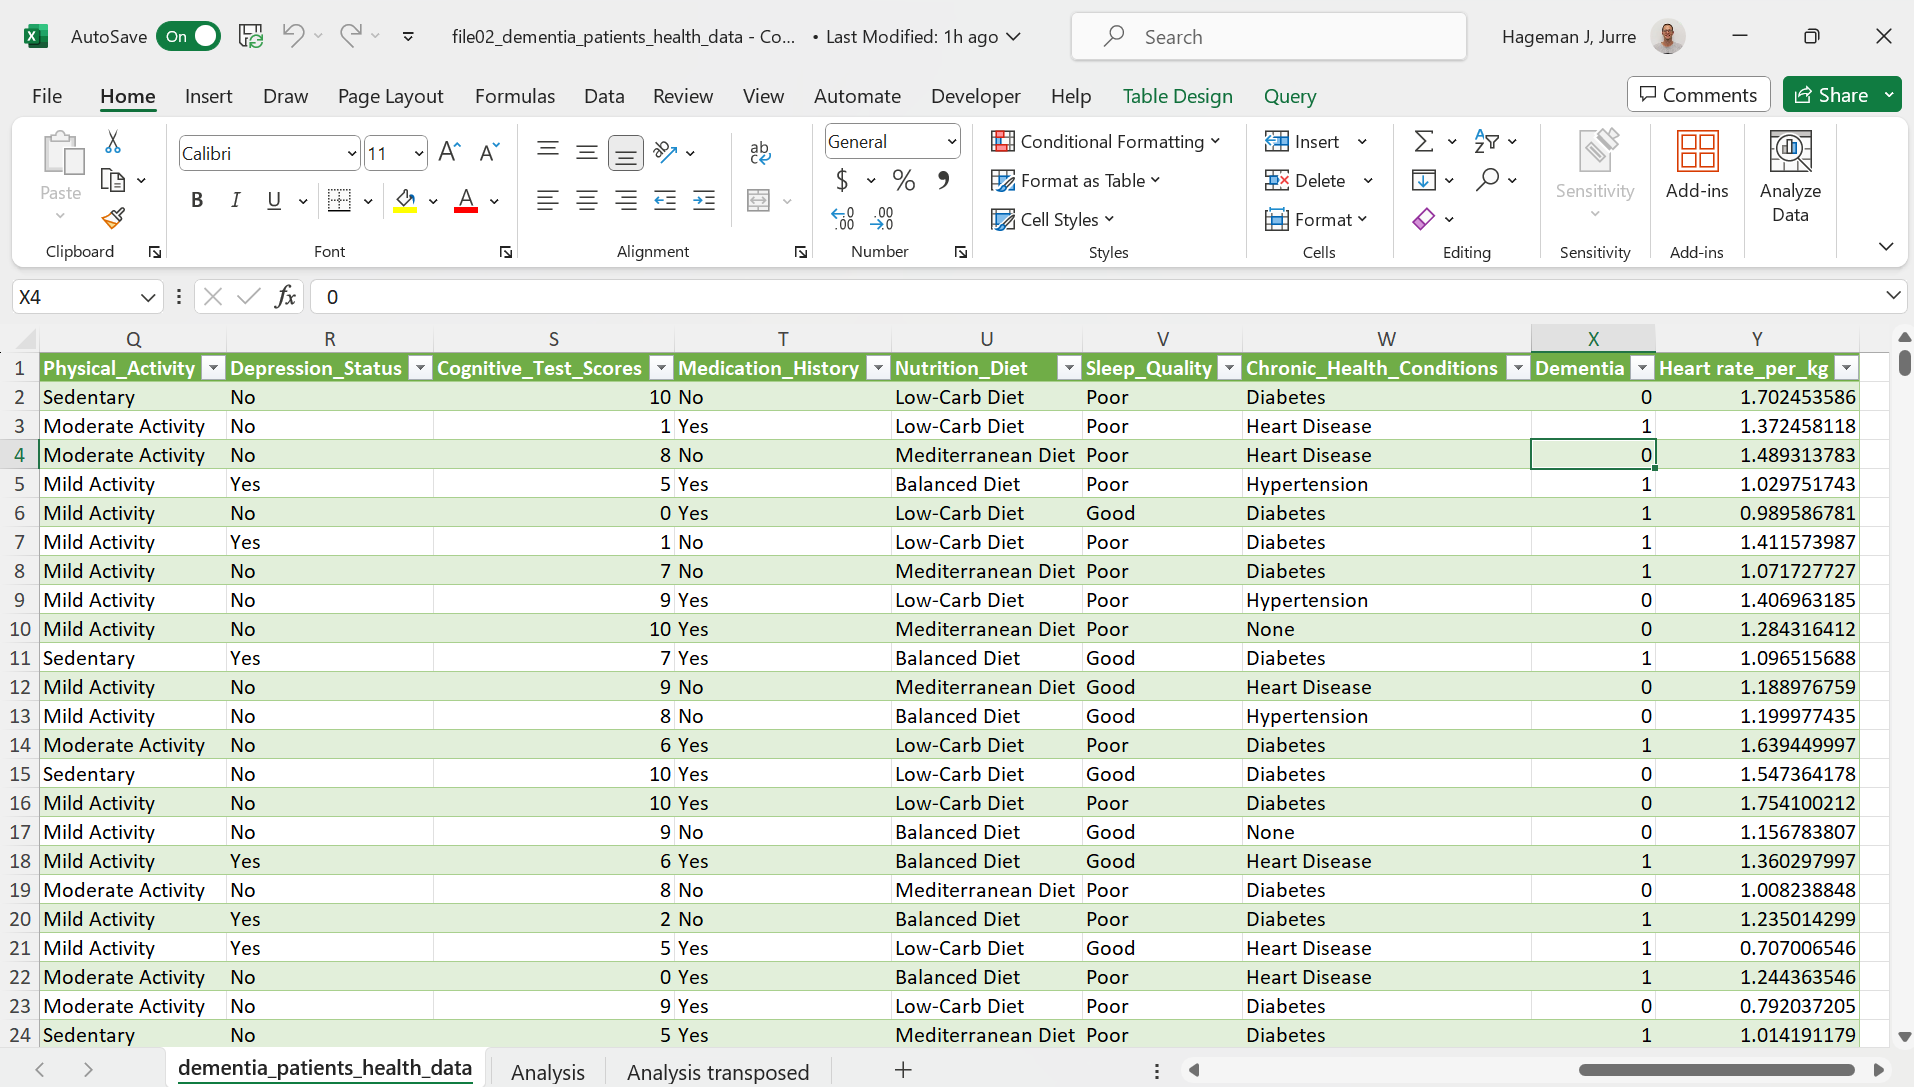 AutoSave On file02_dementia_patients_health_data - Co... • Last Modified: 1h ago Search Hageman J, Jurre
File Home Insert Draw Page Layout Formulas Data Review View Automate Developer Help Table Design Query Comments Share
Paste Calibri 11 General Conditional Formatting Insert Sensitivity Add-ins Analyze Data
Format as Table Delete
B I U Cell Styles Format
Clipboard Font Alignment Number Styles Cells Editing Sensitivity Add-ins
X4 fx 0
Q R S T U V W X Y
1 Physical_Activity Depression_Status Cognitive_Test_Scores Medication_History Nutrition_Diet Sleep_Quality Chronic_Health_Conditions Dementia Heart rate_per_kg
2 Sedentary No 10 No Low-Carb Diet Poor Diabetes 0 1.702453586
3 Moderate Activity No 1 Yes Low-Carb Diet Poor Heart Disease 1 1.372458118
4 Moderate Activity No 8 No Mediterranean Diet Poor Heart Disease 0 1.489313783
5 Mild Activity Yes 5 Yes Balanced Diet Poor Hypertension 1 1.029751743
6 Mild Activity No 0 Yes Low-Carb Diet Good Diabetes 1 0.989586781
7 Mild Activity Yes 1 No Low-Carb Diet Poor Diabetes 1 1.411573987
8 Mild Activity No 7 No Mediterranean Diet Poor Diabetes 1 1.071727727
9 Mild Activity No 9 Yes Low-Carb Diet Poor Hypertension 0 1.406963185
10 Mild Activity No 10 Yes Mediterranean Diet Poor None 0 1.284316412
11 Sedentary Yes 7 Yes Balanced Diet Good Diabetes 1 1.096515688
12 Mild Activity No 9 No Mediterranean Diet Good Heart Disease 0 1.188976759
13 Mild Activity No 8 No Balanced Diet Good Hypertension 0 1.199977435
14 Moderate Activity No 6 Yes Low-Carb Diet Poor Diabetes 1 1.639449997
15 Sedentary No 10 Yes Low-Carb Diet Good Diabetes 0 1.547364178
16 Mild Activity No 10 Yes Low-Carb Diet Poor Diabetes 0 1.754100212
17 Mild Activity No 9 No Balanced Diet Good None 0 1.156783807
18 Mild Activity Yes 6 Yes Balanced Diet Good Heart Disease 1 1.360297997
19 Moderate Activity No 8 No Mediterranean Diet Poor Diabetes 0 1.008238848
20 Mild Activity Yes 2 No Balanced Diet Poor Diabetes 1 1.235014299
21 Mild Activity Yes 5 Yes Low-Carb Diet Good Heart Disease 1 0.707006546
22 Moderate Activity No 0 Yes Balanced Diet Poor Heart Disease 1 1.244363546
23 Moderate Activity No 9 Yes Low-Carb Diet Poor Diabetes 0 0.792037205
24 Sedentary No 5 Yes Mediterranean Diet Poor Diabetes 1 1.014191179
dementia_patients_health_data Analysis Analysis transposed